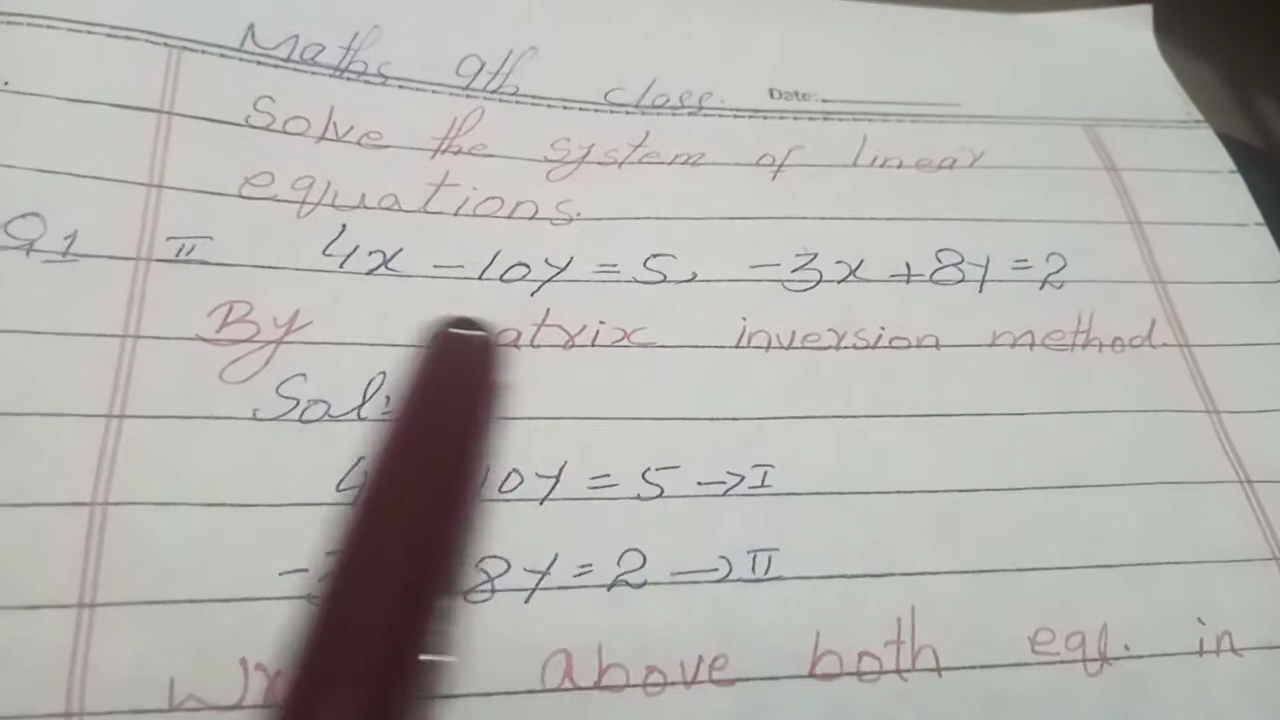 Maths 9th class. Date:
Solve the system of linear
equations.
Q1 II 4x - 10y = 5, -3x + 8y = 2
By matrix inversion method.
Sol:
10y = 5 → I
8y = 2 → II
above both eq. in